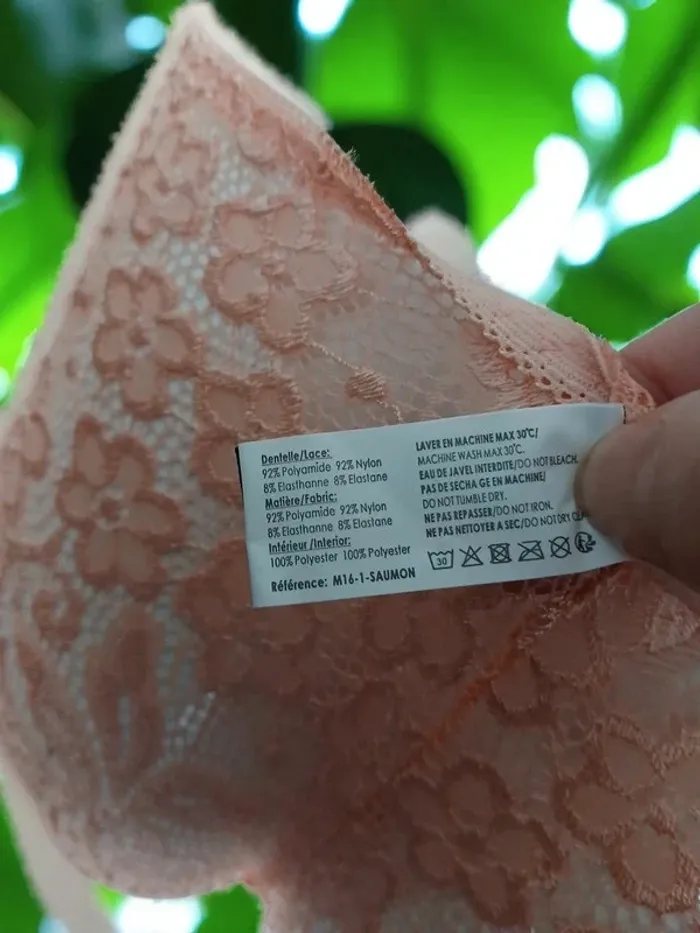 Dentelle/Lace:
92% Polyamide 92% Nylon
8% Elasthanne 8% Elastane
Matière/Fabric:
92% Polyamide 92% Nylon
8% Elasthanne 8% Elastane
Intérieur/Interior:
100% Polyester 100% Polyester
Référence: M16-1-SAUMON
LAVER EN MACHINE MAX 30°C/
MACHINE WASH MAX 30°C.
EAU DE JAVEL INTERDITE/DO NOT BLEACH.
PAS DE SECHA GE EN MACHINE/
DO NOT TUMBLE DRY.
NE PAS REPASSER/DO NOT IRON.
NE PAS NETTOYER A SEC/DO NOT DRY
30